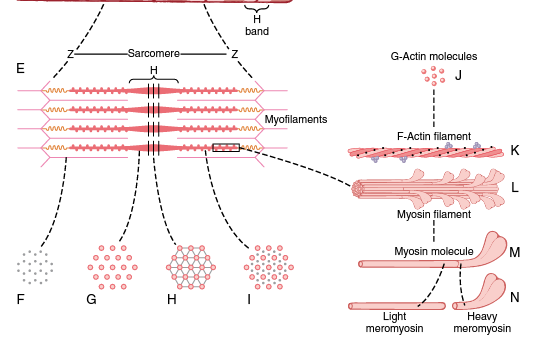 H
band
Z
Sarcomere
Z
E
H
G-Actin molecules
J
Myofilaments
F-Actin filament
K
L
Myosin filament
Myosin molecule
M
N
F
G
H
I
Light
meromyosin
Heavy
meromyosin